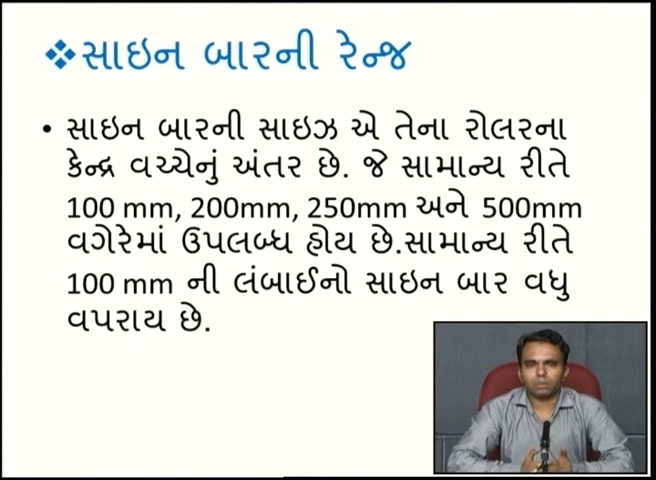 ❖સાઇન બારની રેન્જ
• સાઇન બારની સાઇઝ એ તેના રોલરના
કેન્દ્ર વચ્ચેનું અંતર છે. જે સામાન્ય રીતે
100 mm, 200mm, 250mm અને 500mm
વગેરેમાં ઉપલબ્ધ હોય છે.સામાન્ય રીતે
100 mm ની લંબાઈનો સાઇન બાર વધુ
વપરાય છે.